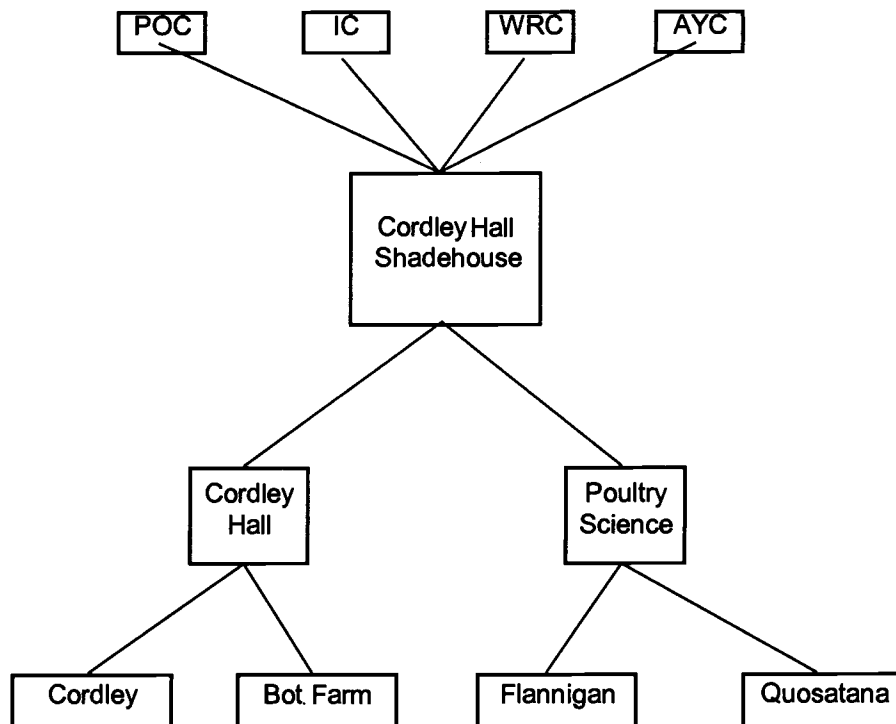 POC
IC
WRC
AYC
Cordley Hall
Shadehouse
Cordley
Hall
Poultry
Science
Cordley
Bot. Farm
Flannigan
Quosatana